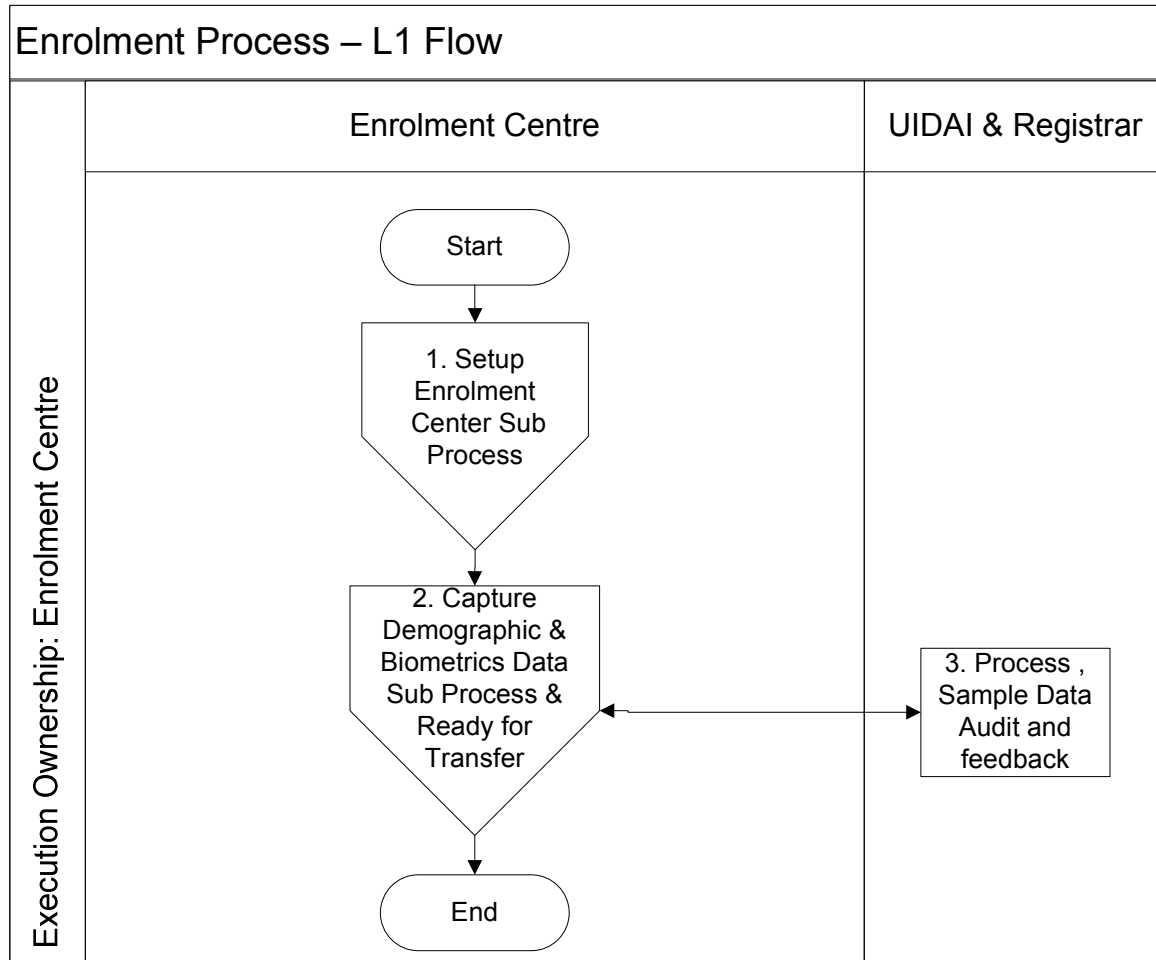 Enrolment Process – L1 Flow
Enrolment Centre
UIDAI & Registrar
Execution Ownership: Enrolment Centre
Start
1. Setup
Enrolment
Center Sub
Process
2. Capture
Demographic &
Biometrics Data
Sub Process &
Ready for
Transfer
3. Process ,
Sample Data
Audit and
feedback
End